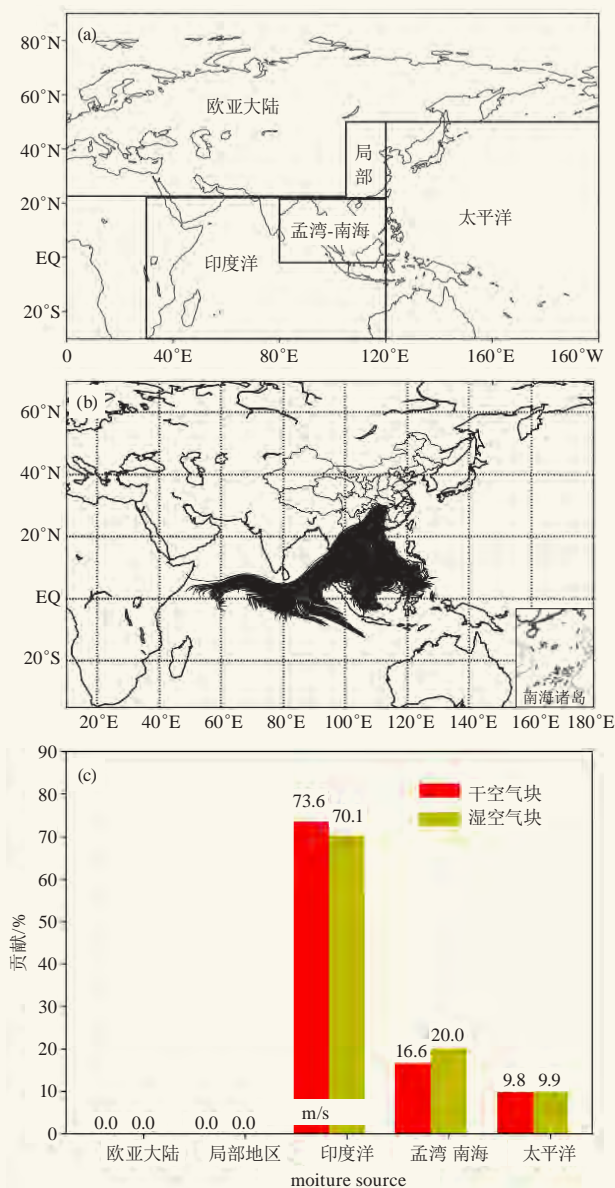 (a)
80°N
60°N
40°N
20°N
EQ
20°S
欧亚大陆
局
部
太平洋
孟湾-南海
印度洋
0 40°E 80°E 120°E 160°E 160°W
(b)
60°N
40°N
20°N
EQ
20°S
南海诸岛
20°E 40°E 60°E 80°E 100°E 120°E 140°E 160°E 180°E
(c)
90
80
70
60
50
40
30
20
10
0
贡献/%
干空气块
湿空气块
0.0 0.0 0.0 0.0 73.6 70.1 16.6 20.0 9.8 9.9
m/s
欧亚大陆 局部地区 印度洋 孟湾 南海 太平洋
moiture source